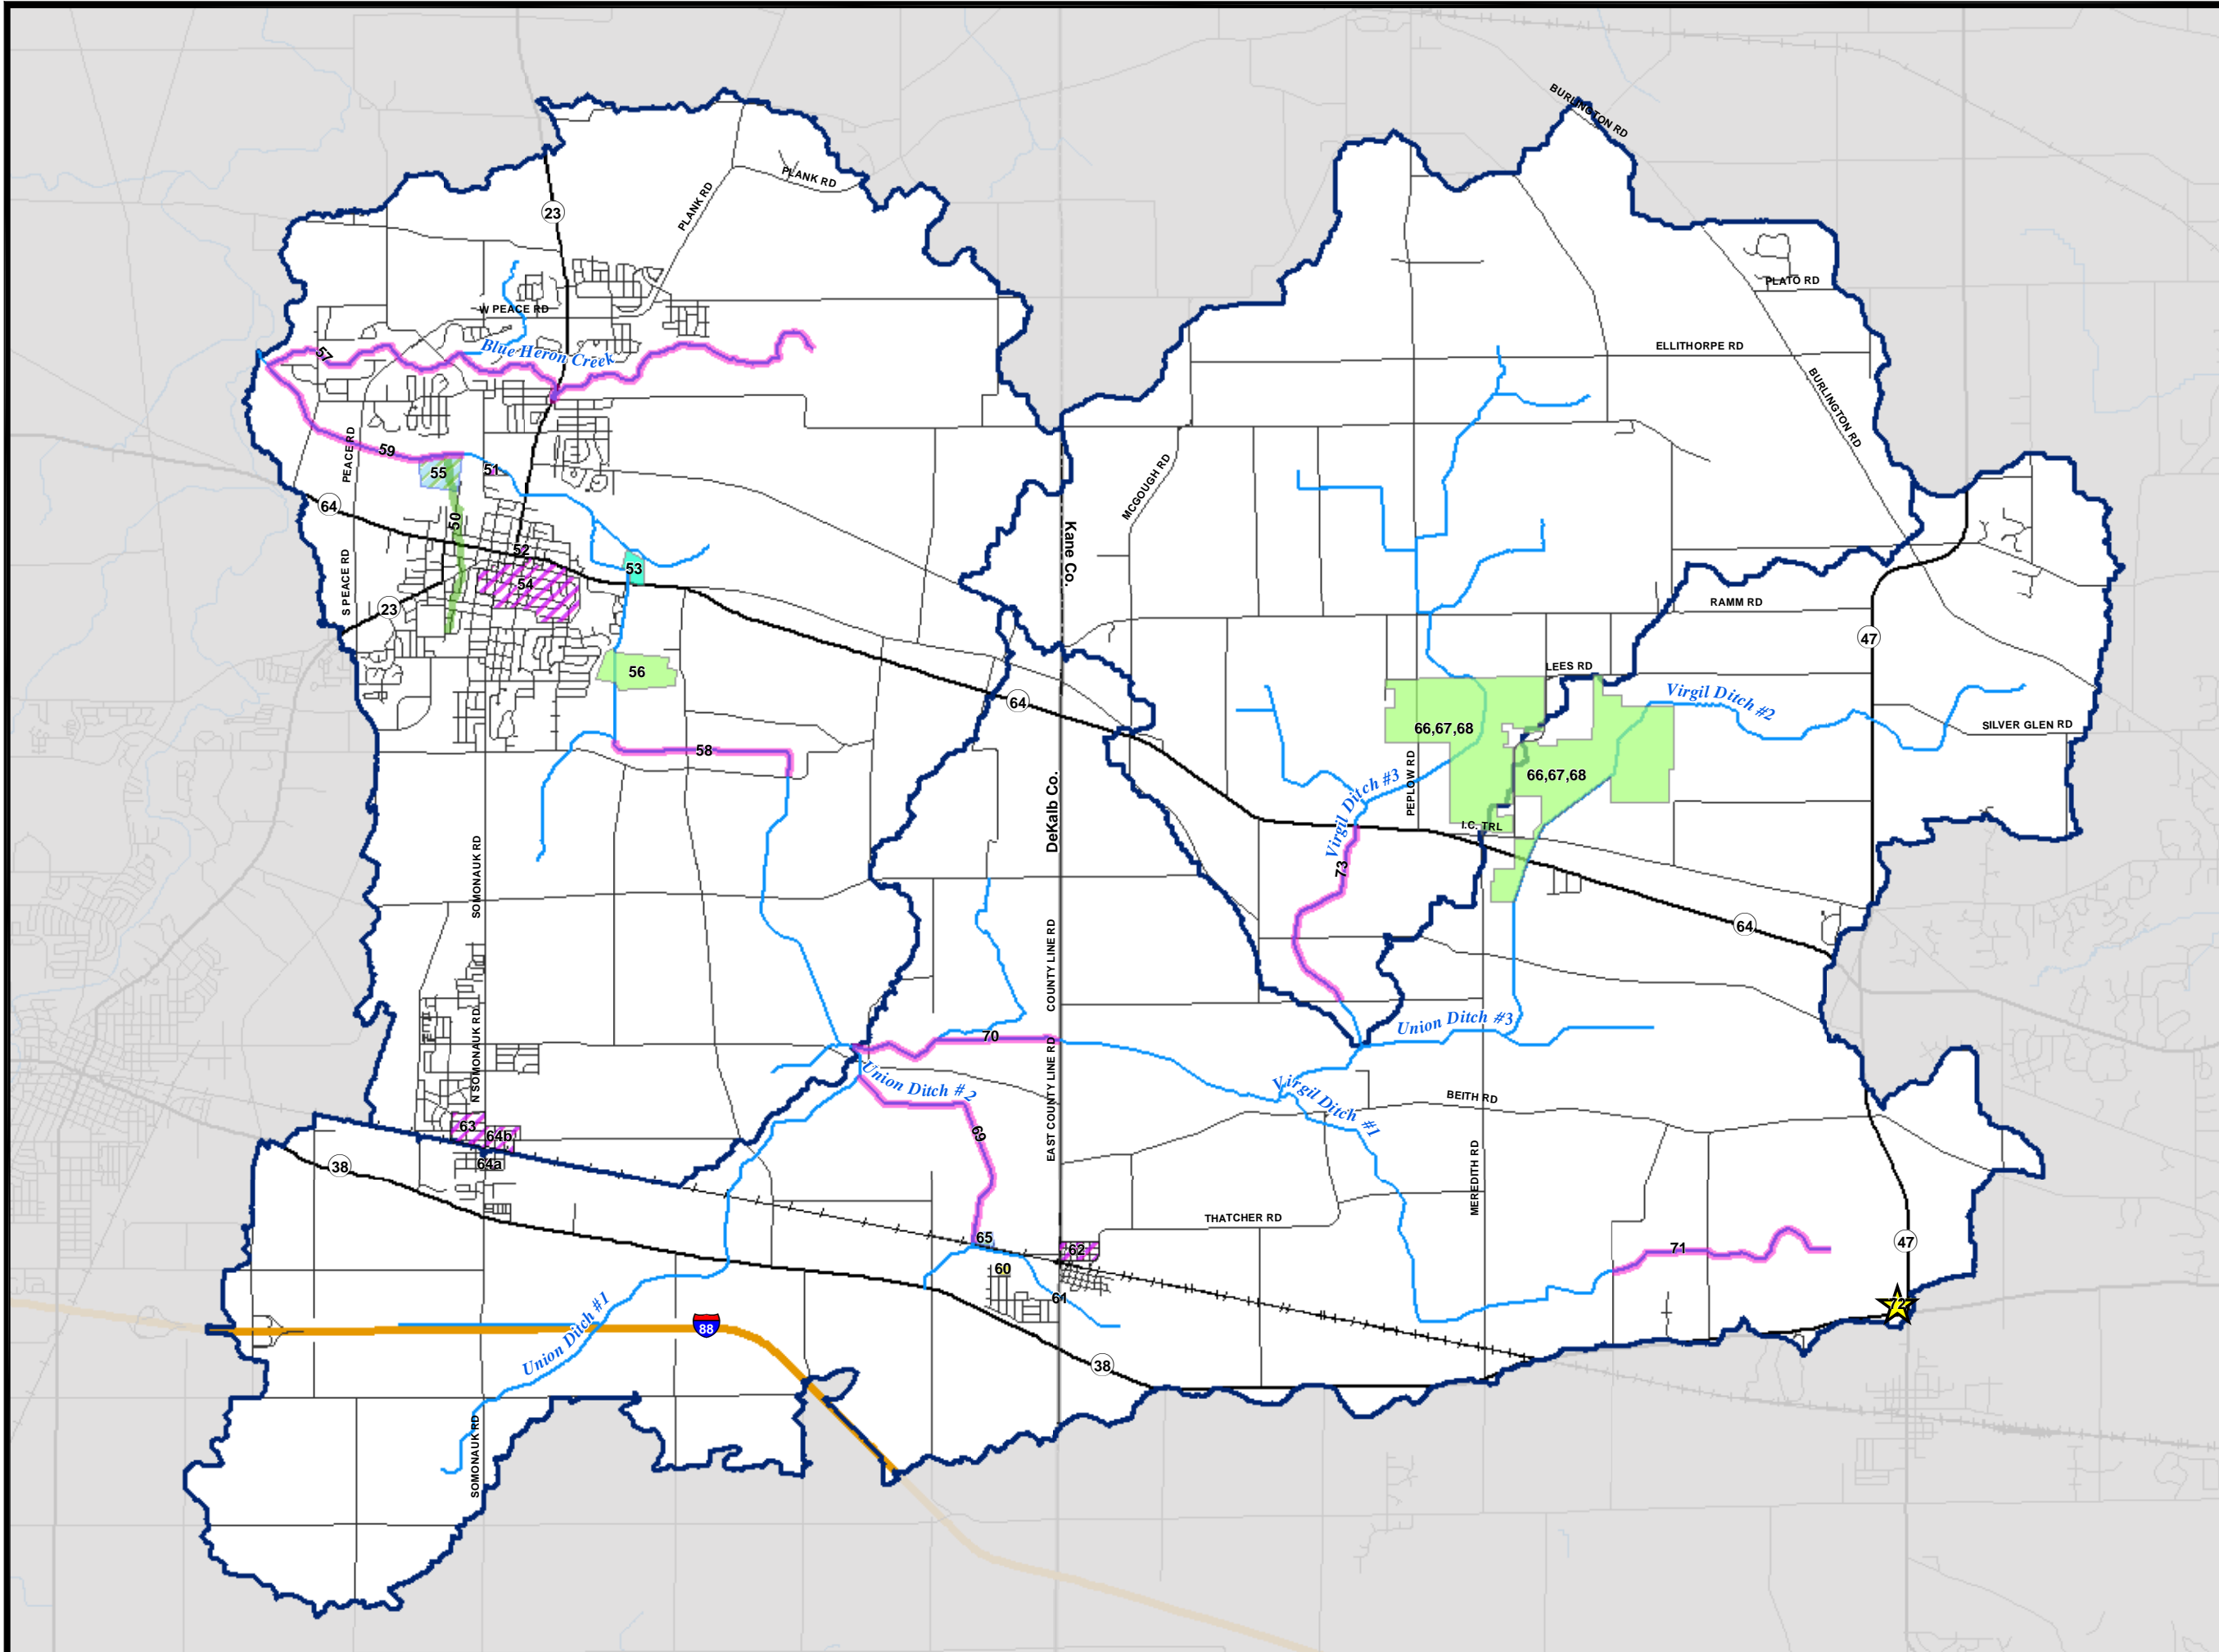 BURLINGTON RD
PLANK RD
PLANK RD
23
PLATO RD
W PEACE RD
ELLITHORPE RD
57
Blue Heron Creek
BURLINGTON RD
PEACE RD
59
55
51
MCGOUGH RD
64
50
52
Kane Co.
53
54
S PEACE RD
23
RAMM RD
47
LEES RD
56
Virgil Ditch #2
64
SILVER GLEN RD
66,67,68
58
66,67,68
PEPLOW RD
Virgil Ditch #3
DeKalb Co.
I.C. TRL
73
SOMONAUK RD
64
COUNTY LINE RD
Union Ditch #3
70
N SOMONAUK RD
EAST COUNTY LINE RD
Union Ditch #2
Virgil Ditch #1
BEITH RD
63
64b
69
64a
38
MEREDITH RD
THATCHER RD
65
62
71
47
60
61
72
88
Union Ditch #1
38
SOMONAUK RD